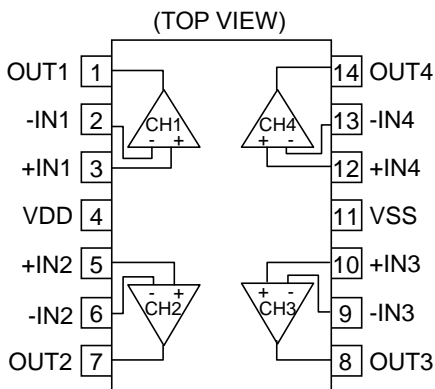 (TOP VIEW)
OUT1 1 14 OUT4
-IN1 2 CH1 CH4 13 -IN4
- + + -
+IN1 3 12 +IN4
VDD 4 11 VSS
+IN2 5 10 +IN3
- + + -
-IN2 6 CH2 CH3 9 -IN3
OUT2 7 8 OUT3